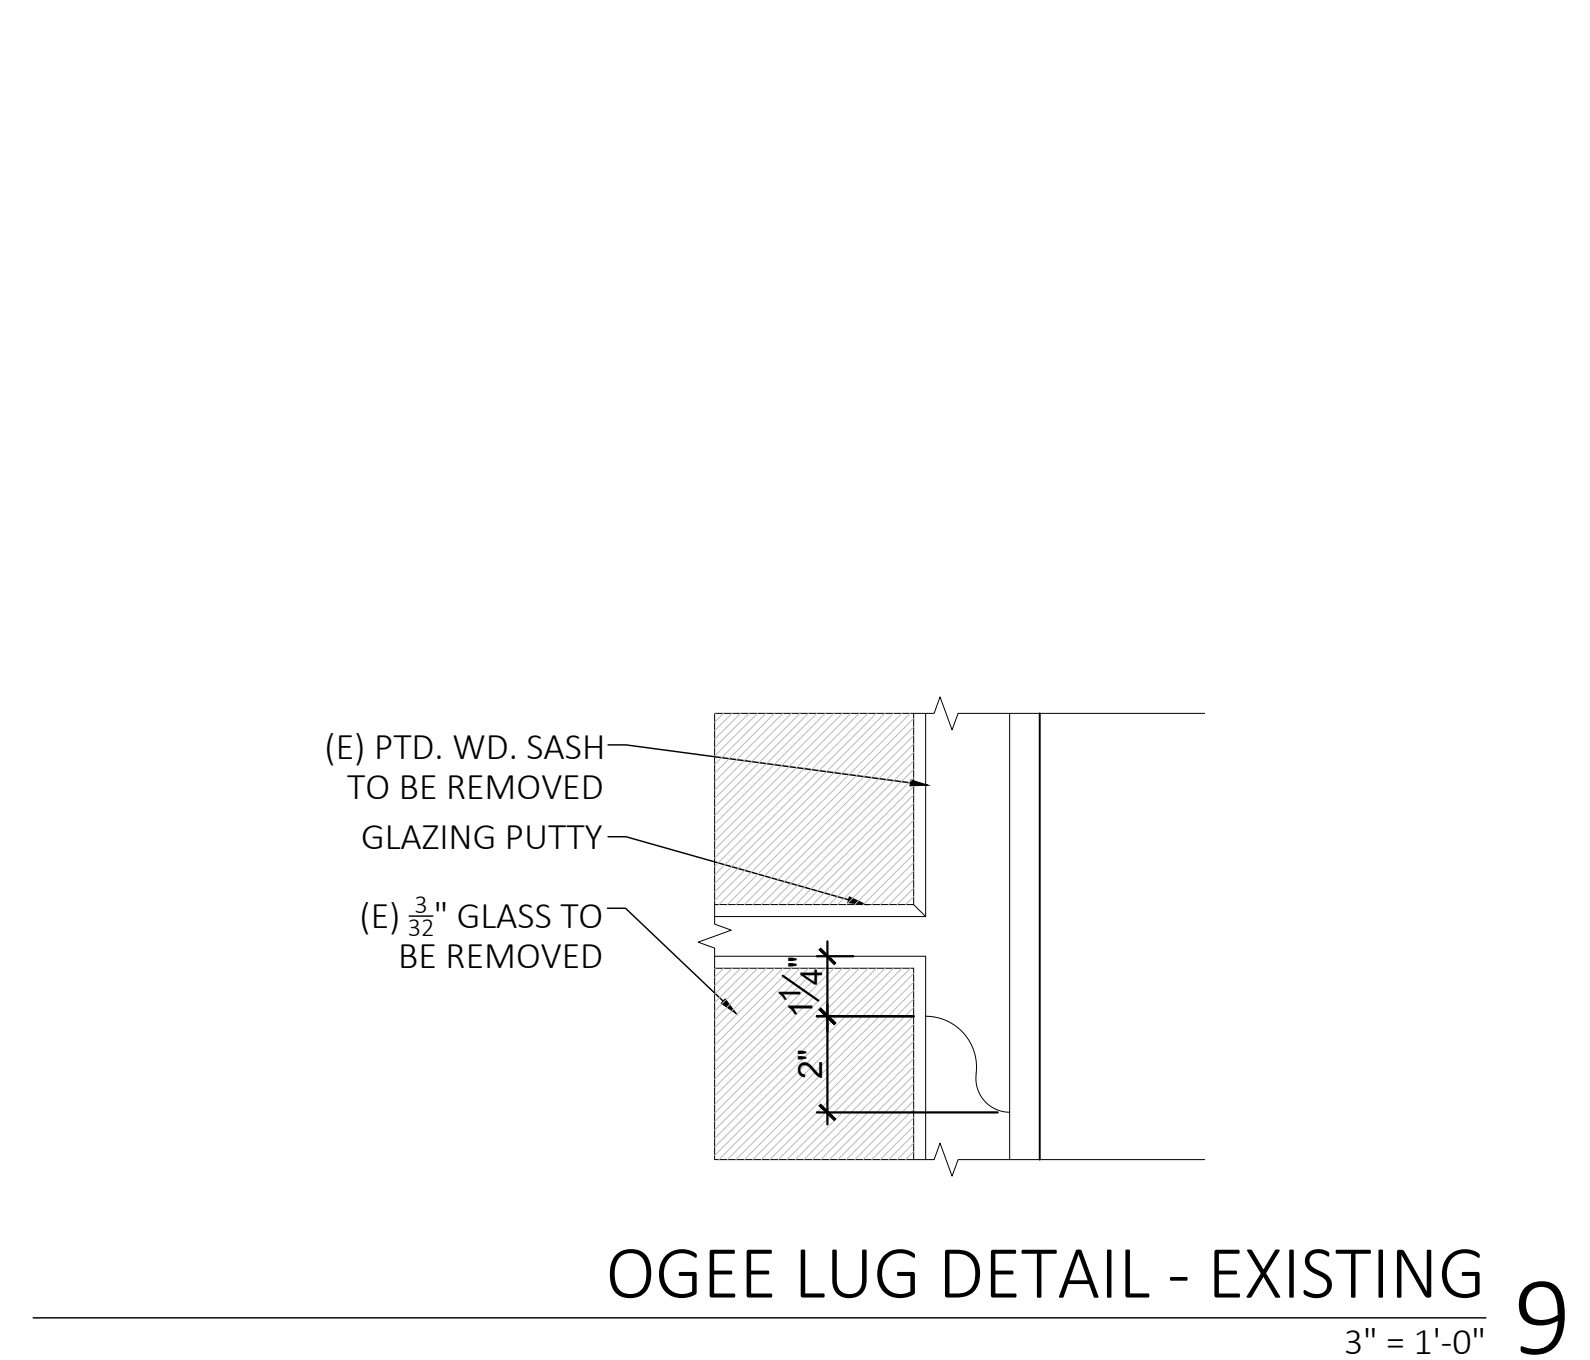 (E) PTD. WD. SASH
TO BE REMOVED
GLAZING PUTTY
(E) 3/32" GLASS TO
BE REMOVED
1 1/4"
2"
OGEE LUG DETAIL - EXISTING
3" = 1'-0"
9